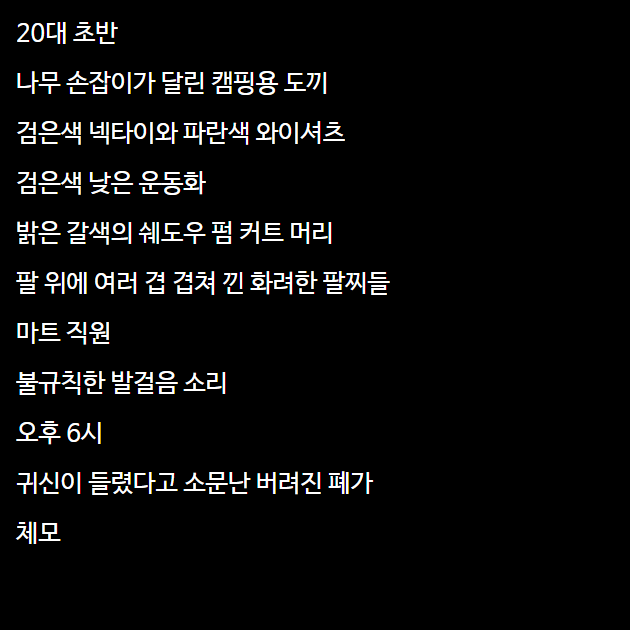 20대 초반
나무 손잡이가 달린 캠핑용 도끼
검은색 넥타이와 파란색 와이셔츠
검은색 낮은 운동화
밝은 갈색의 쉐도우 펌 커트 머리
팔 위에 여러 겹 겹쳐 낀 화려한 팔찌들
마트 직원
불규칙한 발걸음 소리
오후 6시
귀신이 들렸다고 소문난 버려진 폐가
체모